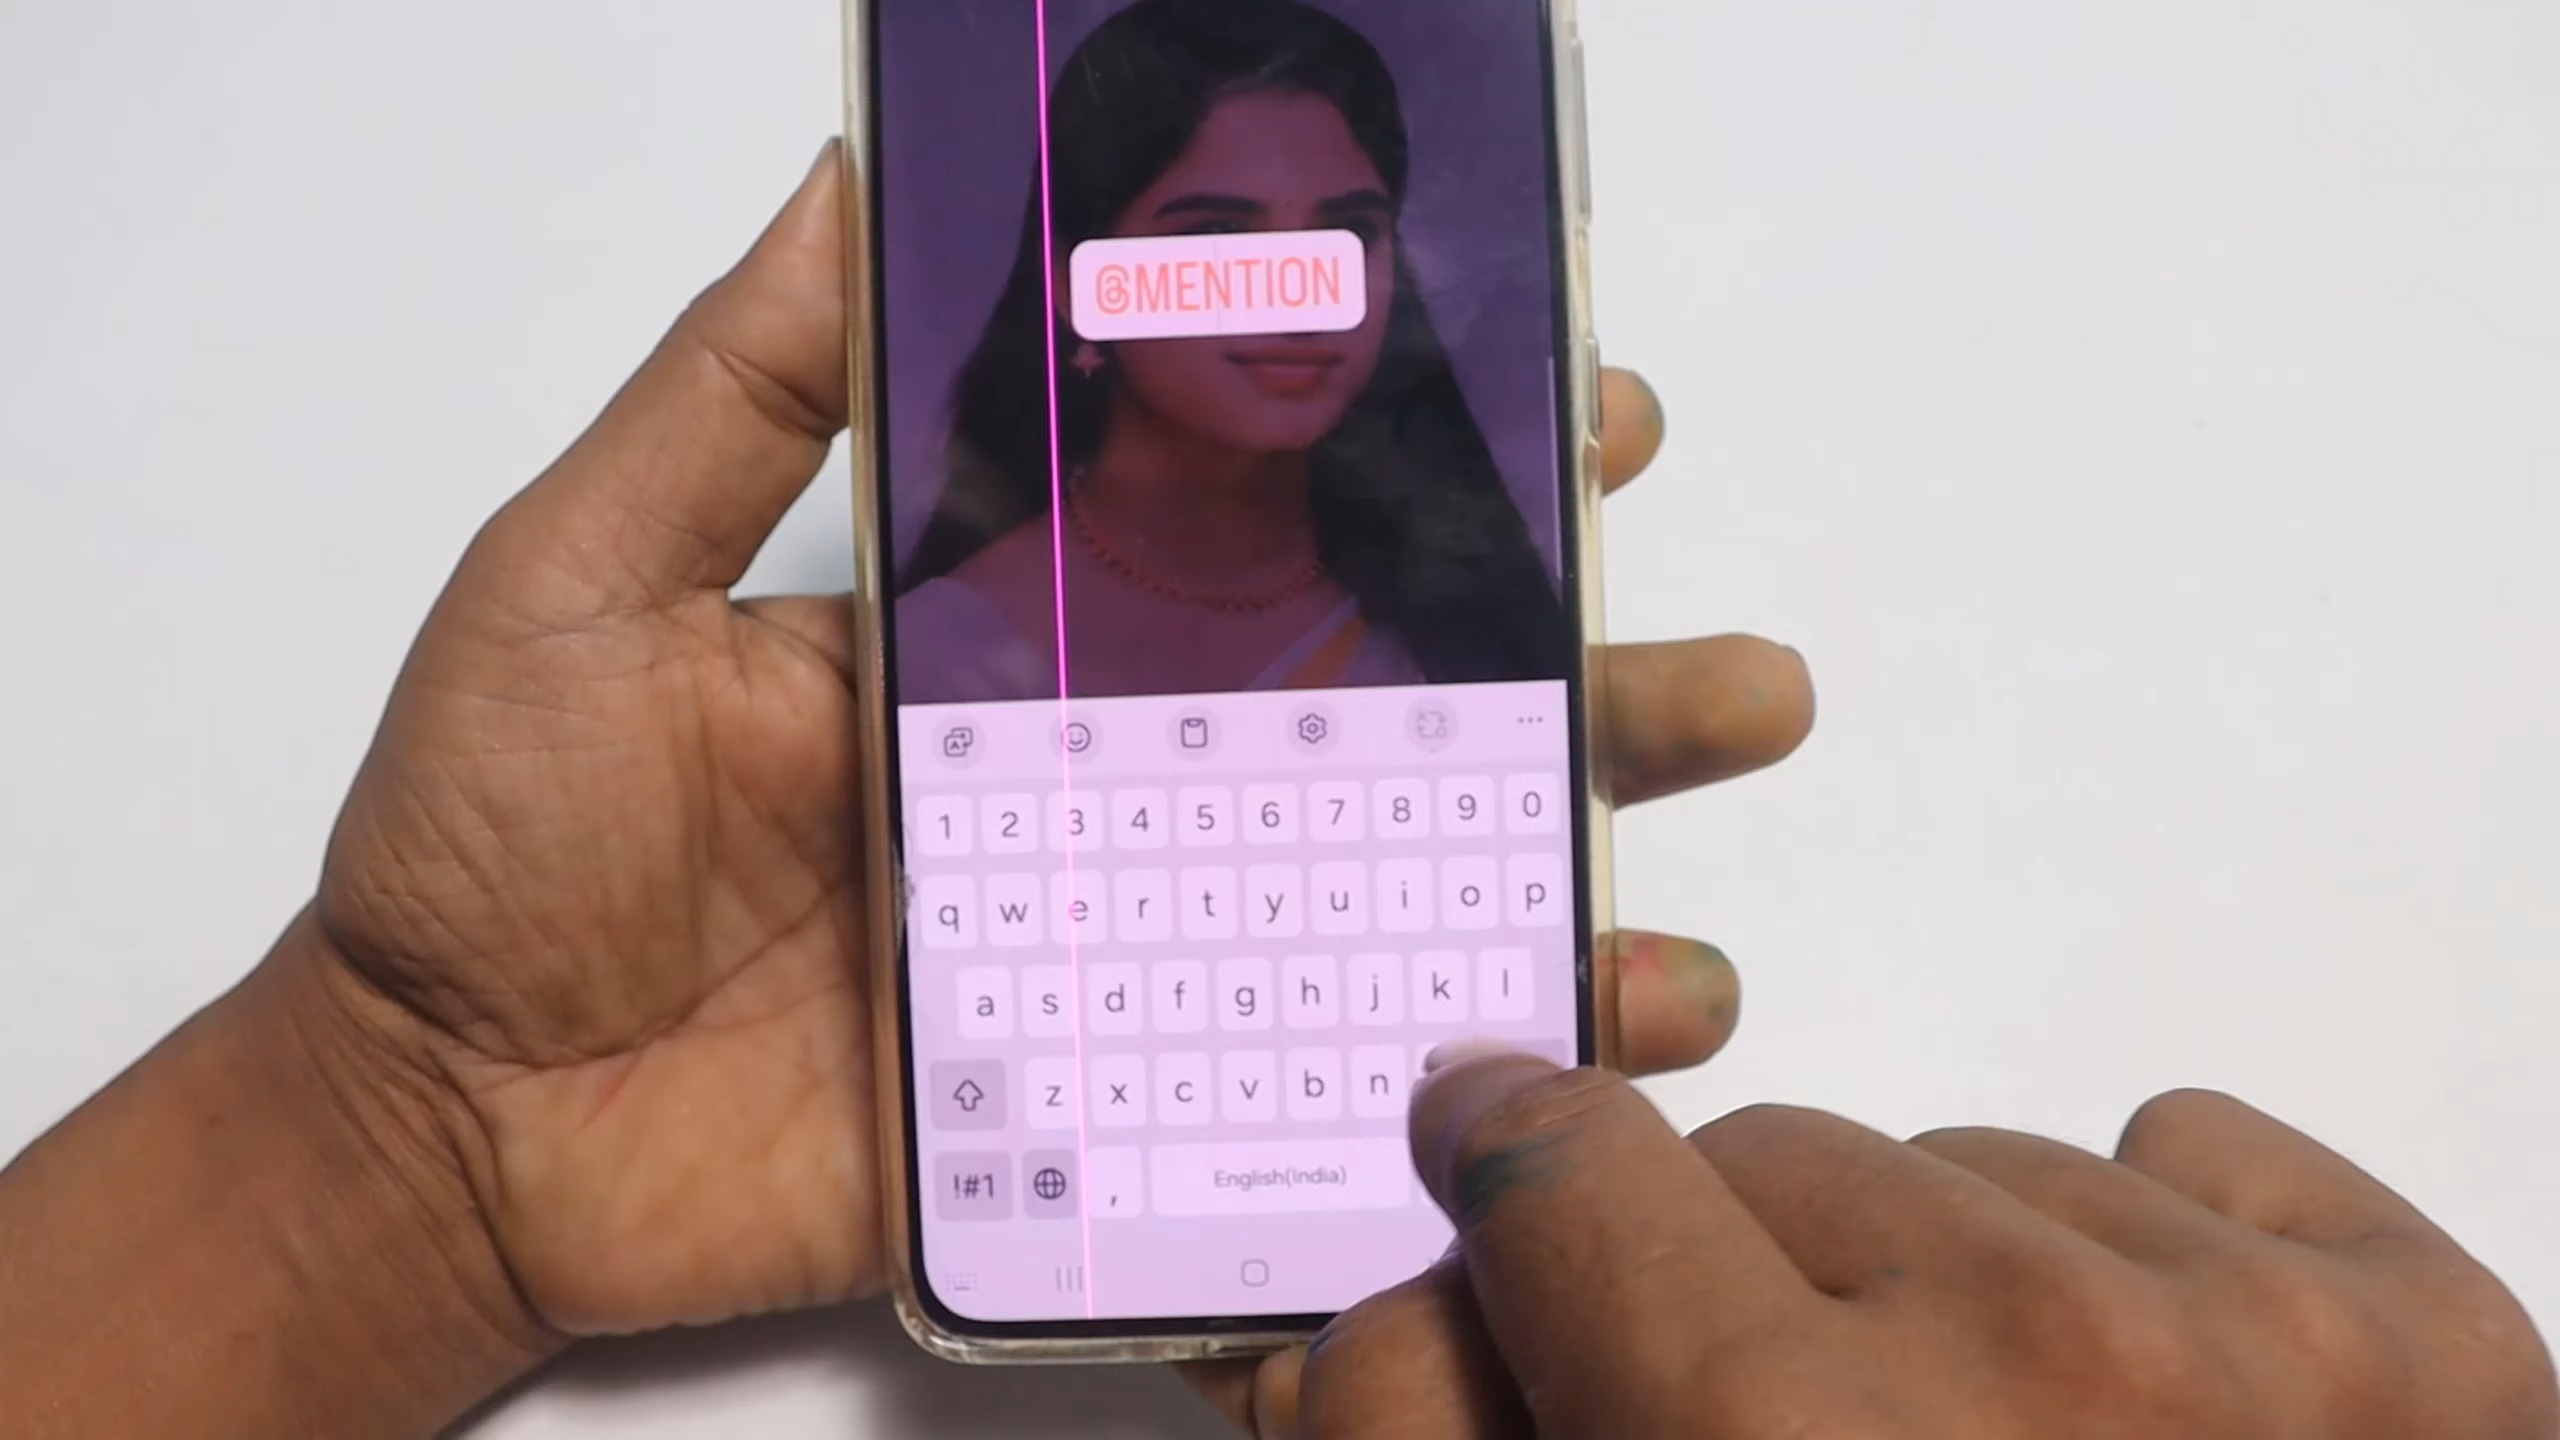 @MENTION
1 2 3 4 5 6 7 8 9 0
q w e r t y u i o p
a s d f g h j k l
z x c v b n
!#1 , English(India)